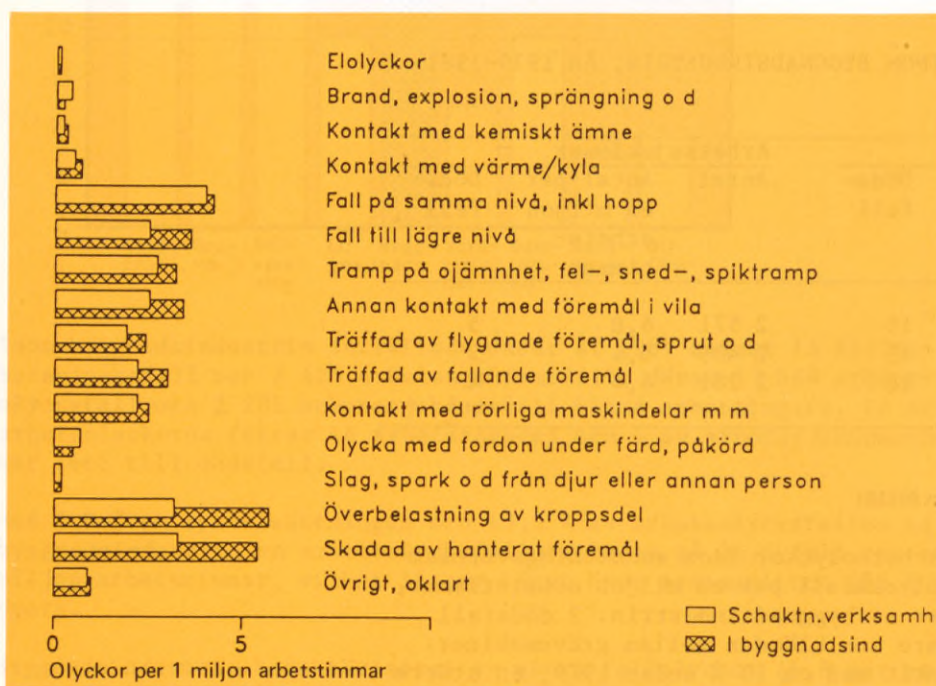 Elolyckor
Brand, explosion, sprängning o d
Kontakt med kemiskt ämne
Kontakt med värme/kyla
Fall på samma nivå, inkl hopp
Fall till lägre nivå
Tramp på ojämnhet, fel-, sned-, spiktramp
Annan kontakt med föremål i vila
Träffad av flygande föremål, sprut o d
Träffad av fallande föremål
Kontakt med rörliga maskindelar m m
Olycka med fordon under färd, påkörd
Slag, spark o d från djur eller annan person
Överbelastning av kroppsdel
Skadad av hanterat föremål
Övrigt, oklart
Schaktn.verksamh
I byggnadsind
0 5
Olyckor per 1 miljon arbetstimmar